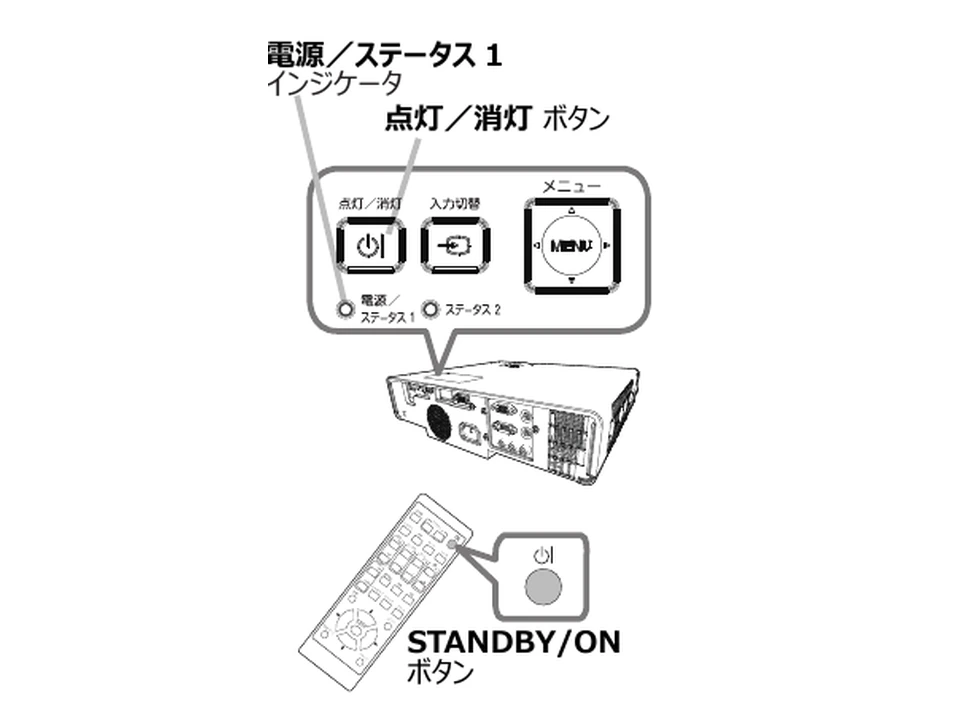 電源／ステータス 1
インジケータ
点灯／消灯 ボタン
メニュー
点灯／消灯
入力切替
MENU
電源／
ステータス 1
ステータス 2
STANDBY/ON
ボタン